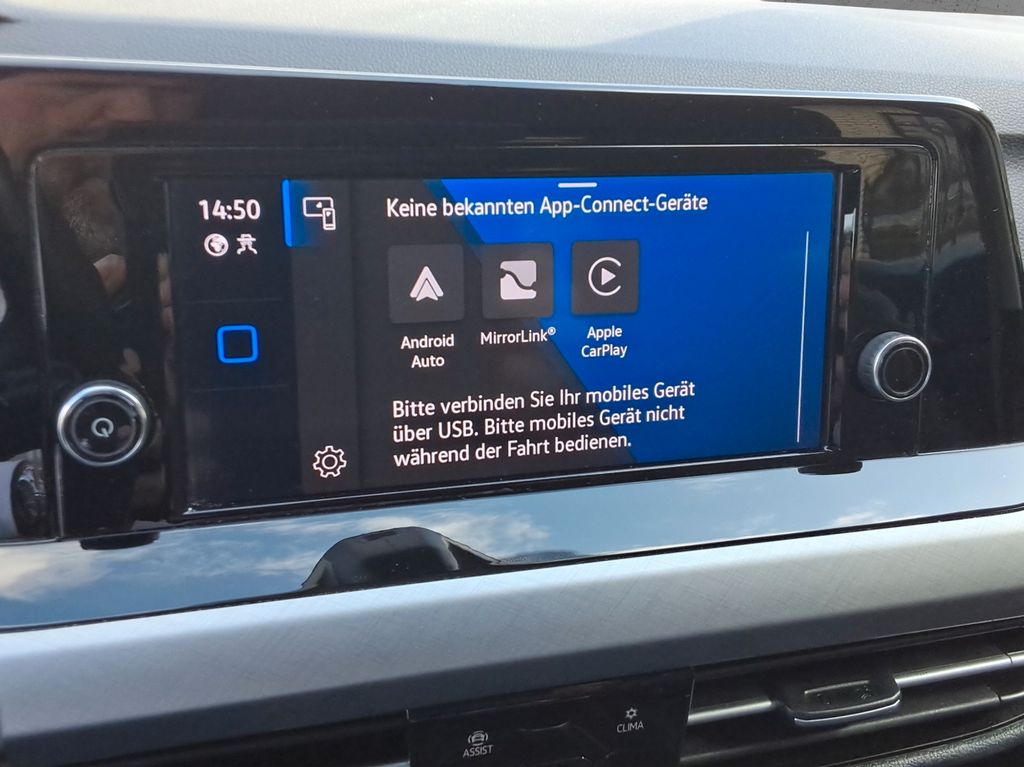 14:50
Keine bekannten App-Connect-Geräte
Android
Auto
MirrorLink®
Apple
CarPlay
Bitte verbinden Sie Ihr mobiles Gerät
über USB. Bitte mobiles Gerät nicht
während der Fahrt bedienen.
ASSIST
CLIMA